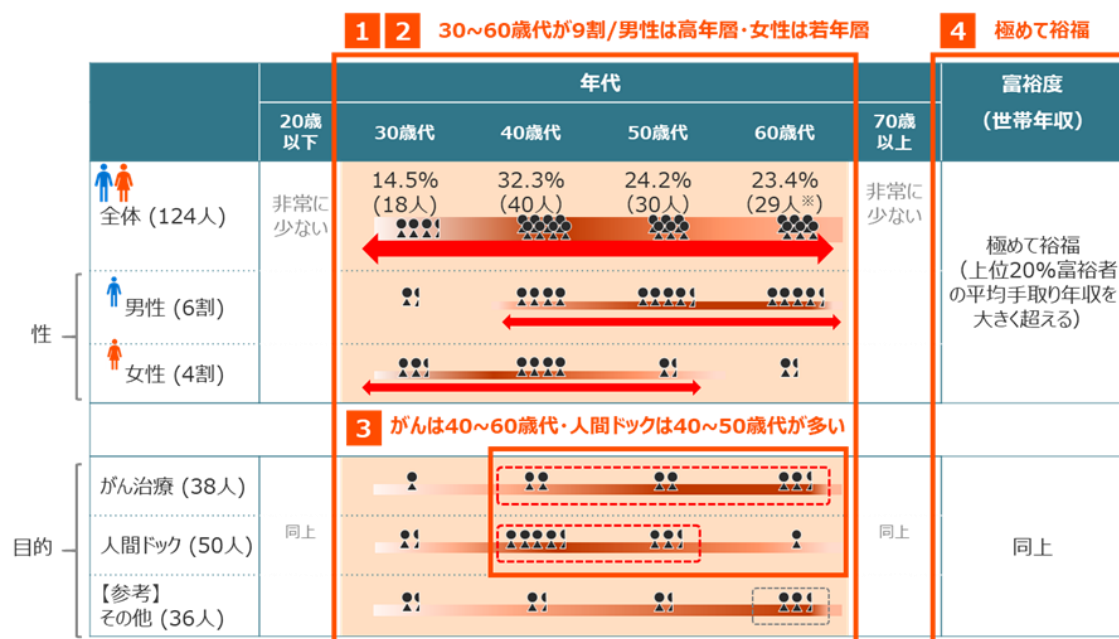 1 2 30~60歳代が9割/男性は高年層・女性は若年層
4 極めて裕福
年代
富裕度
(世帯年収)
20歳
以下
30歳代
40歳代
50歳代
60歳代
70歳
以上
全体 (124人)
非常に
少ない
14.5%
(18人)
32.3%
(40人)
24.2%
(30人)
23.4%
(29人※)
非常に
少ない
極めて裕福
(上位20%富裕者
の平均手取り年収を
大きく超える)
性
男性 (6割)
女性 (4割)
3 がんは40~60歳代・人間ドックは40~50歳代が多い
目的
がん治療 (38人)
人間ドック (50人)
【参考】
その他 (36人)
同上
同上
同上